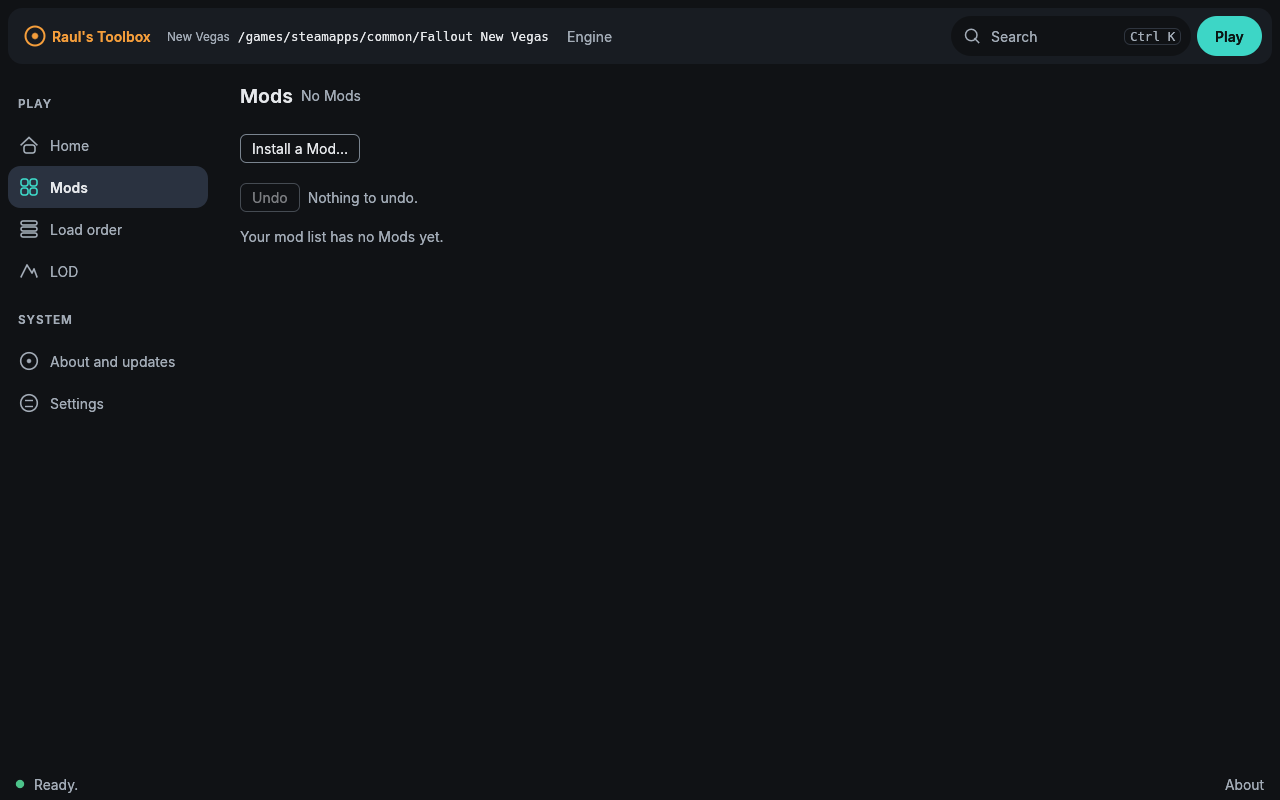 Raul's Toolbox New Vegas /games/steamapps/common/Fallout New Vegas Engine Search Ctrl K Play
PLAY
Home
Mods
Load order
LOD
SYSTEM
About and updates
Settings
Mods No Mods
Install a Mod...
Undo Nothing to undo.
Your mod list has no Mods yet.
Ready. About